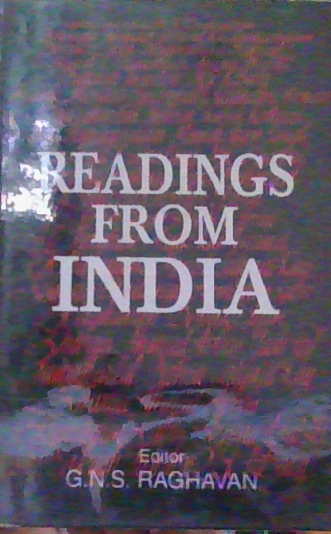 READINGS
FROM
INDIA
Editor
G.N.S. RAGHAVAN